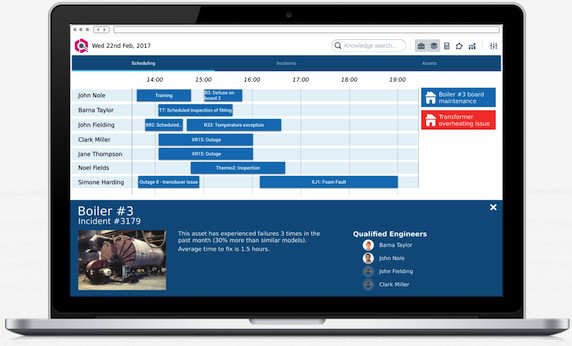 Wed 22nd Feb, 2017
Knowledge search...
Scheduling
Incidents
Assets
14:00 15:00 16:00 17:00 18:00 19:00
John Nole
Training
R3: Defuse on
board 2
Barna Taylor
T7: Scheduled inspection of fitting
John Fielding
XR2: Scheduled...
R33: Temperature exception
Clark Miller
XR15: Outage
Jane Thompson
XR15: Outage
Noel Fields
Thermo2: Inspection
Simone Harding
Outage 8 - transducer issue
XJ1: Foam Fault
Boiler #3 board
maintenance
Transformer
overheating issue
Boiler #3
Incident #3179
This asset has experienced failures 3 times in the
past month (30% more than similar models).
Average time to fix is 1.5 hours.
Qualified Engineers
Barna Taylor
John Nole
John Fielding
Clark Miller